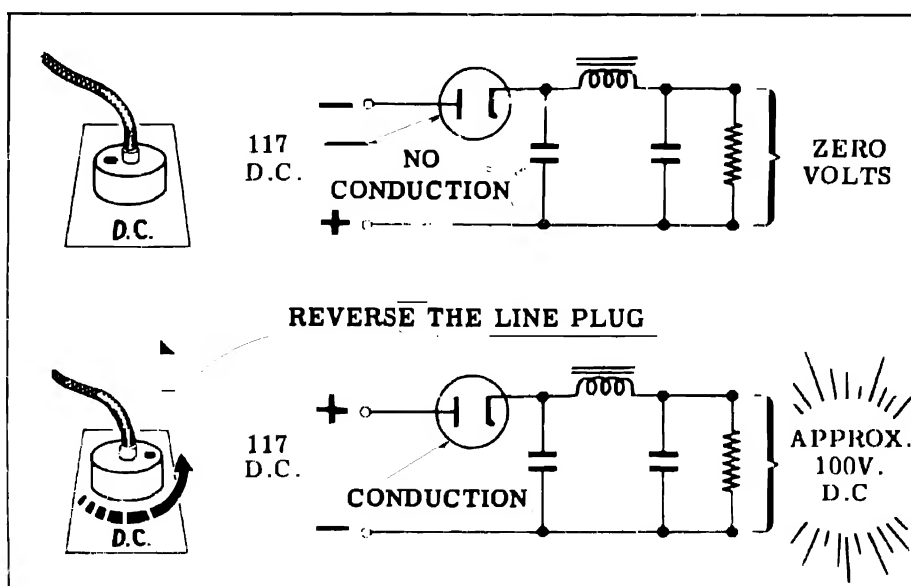 117
D.C.
NO
CONDUCTION
ZERO
VOLTS
D.C.
REVERSE THE LINE PLUG
117
D.C.
CONDUCTION
APPROX.
100V.
D.C
D.C.